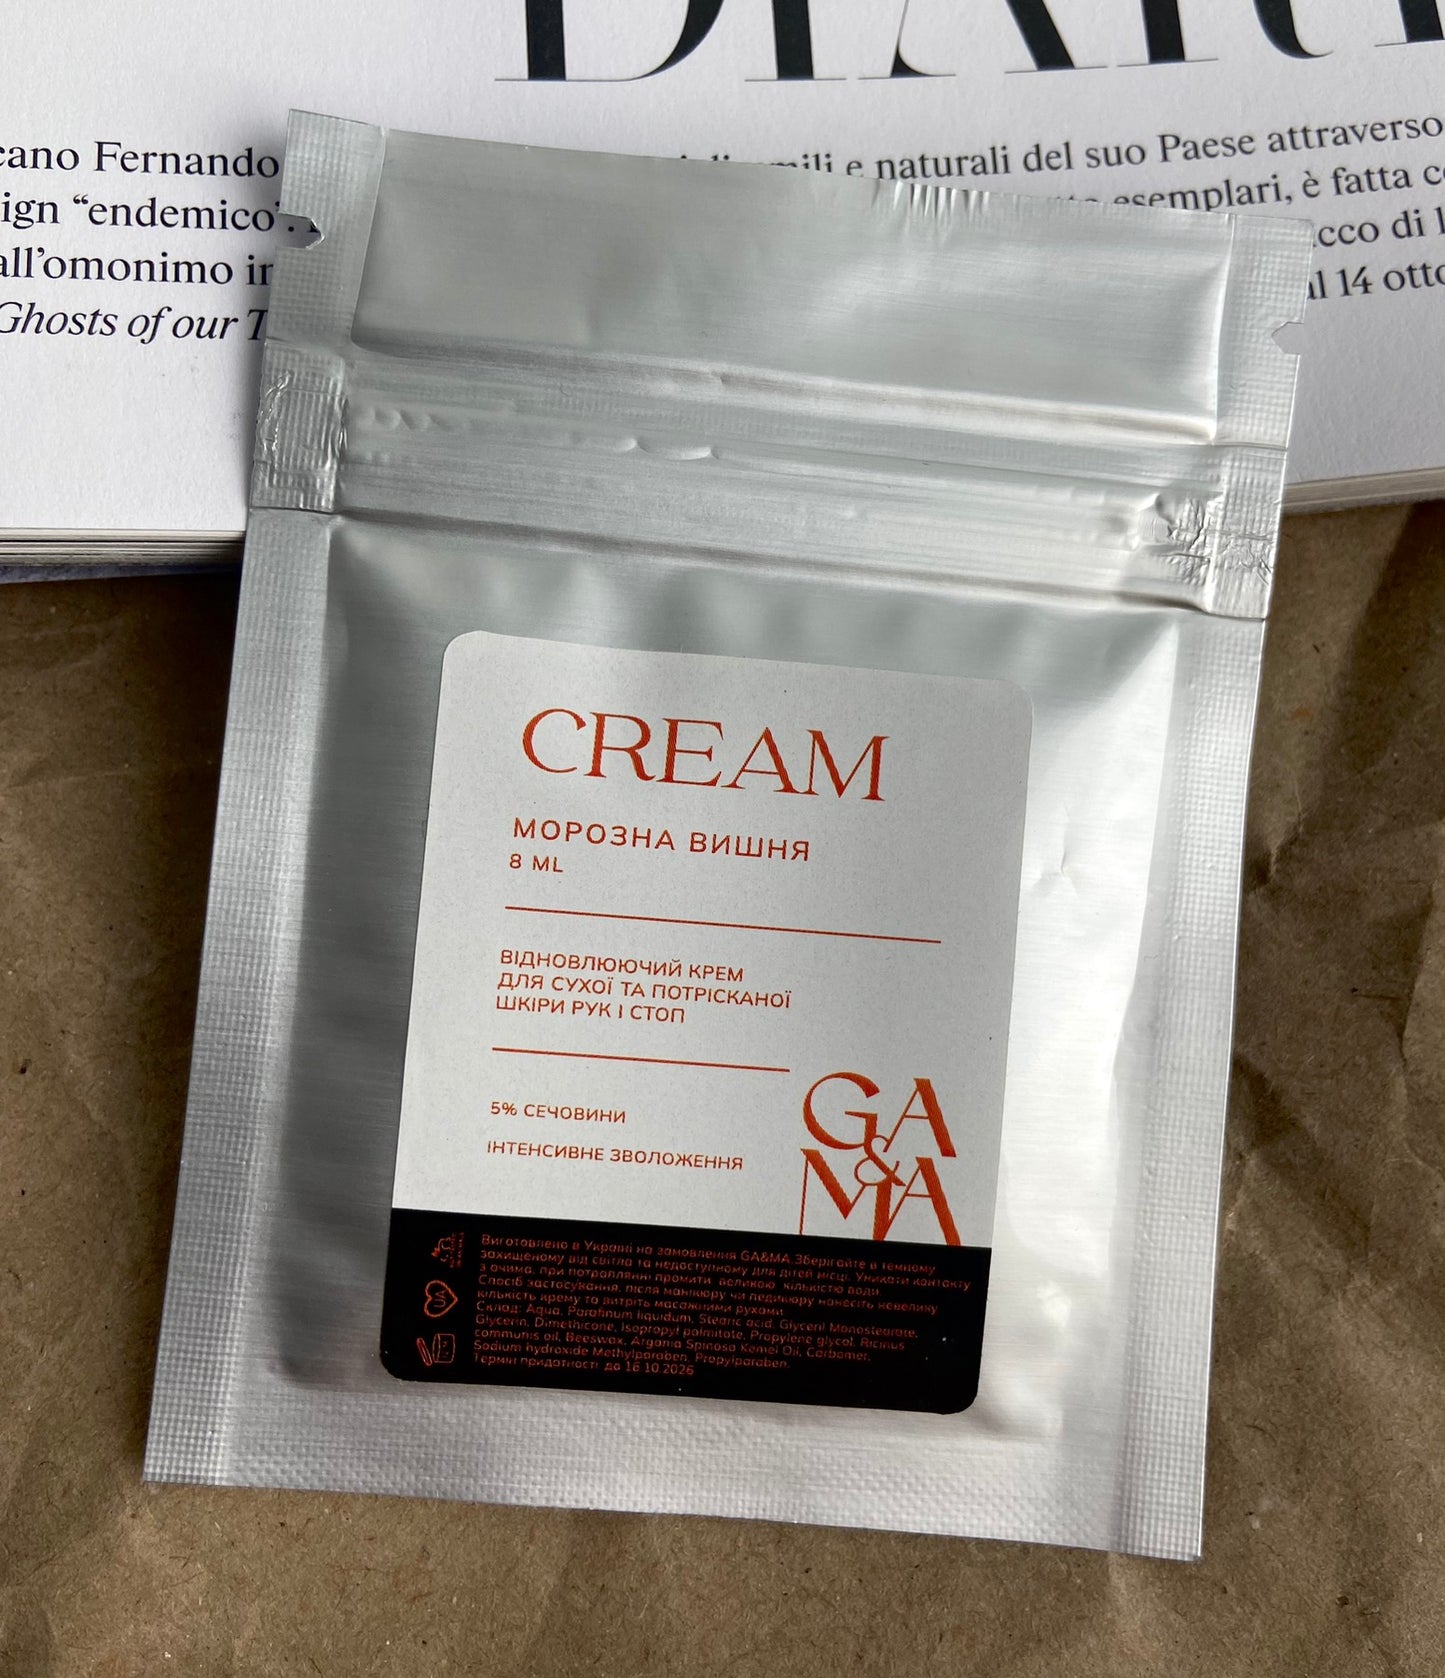 DIARI
cano Fernando
ign “endemico”.
all’omonimo in
Ghosts of our T
e naturali del suo Paese attraverso
esemplari, è fatta
di
al 14 otto
CREAM
МОРОЗНА ВИШНЯ
8 ML
ВІДНОВЛЮЮЧИЙ КРЕМ
ДЛЯ СУХОЇ ТА ПОТРІСКАНОЇ
ШКІРИ РУК І СТОП
5% СЕЧОВИНИ
ІНТЕНСИВНЕ ЗВОЛОЖЕННЯ
GA
&
MA
Виготовлено в Україні на замовлення GA&MA. Зберігайте в темному
захищеному від світла та недоступному для дітей місці. Уникати контакту
з очима, при потраплянні промити великою кількістю води.
Спосіб застосування: після манікюру чи педикюру нанесіть невелику
кількість крему та витріть масажними рухами.
Склад: Aqua, Parafinum liquidum, Stearic acid, Glyceril Monostearate,
Glycerin, Dimethicone, Isopropyl palmitate, Propylene glycol, Ricinus
communis oil, Beeswax, Argania Spinosa Kernel Oil, Carbomer,
Sodium hydroxide Methylparaben, Propylparaben.
Термін придатності: до 16.10.2026
UA